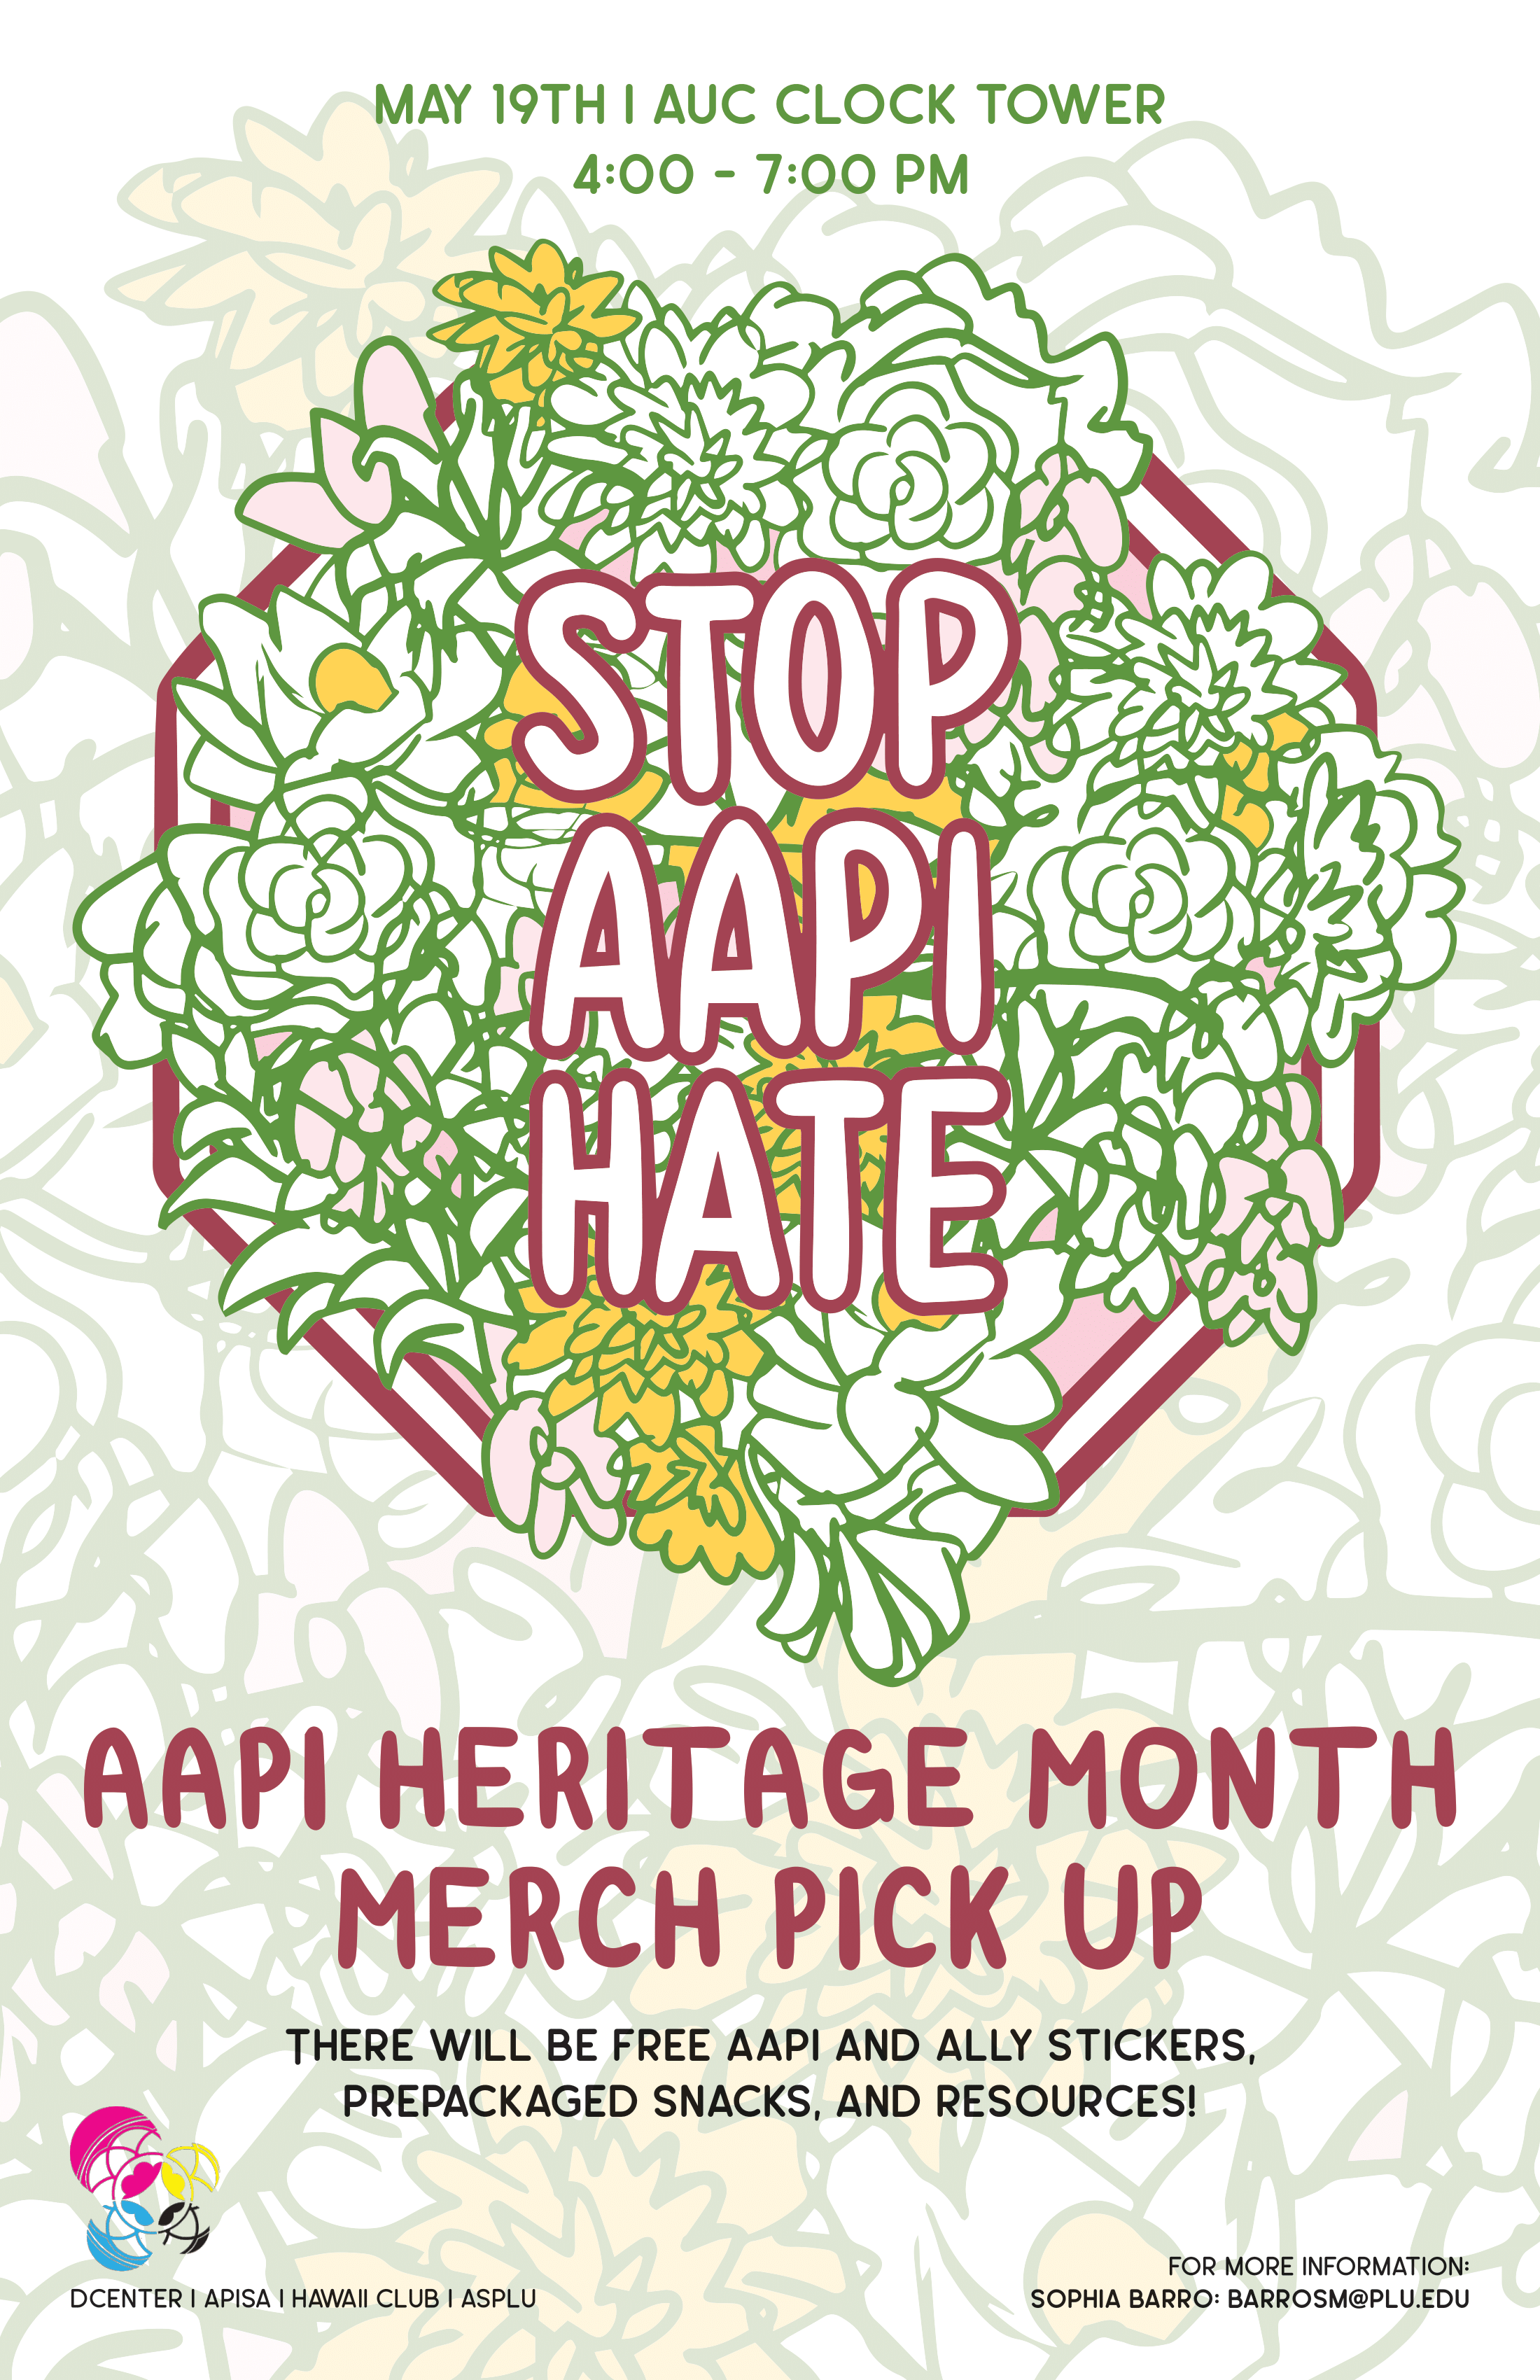 MAY 19TH | AUC CLOCK TOWER
4:00 - 7:00 PM
STOP
AAPI
HATE
AAPI HERITAGE MONTH
MERCH PICK UP
THERE WILL BE FREE AAPI AND ALLY STICKERS,
PREPACKAGED SNACKS, AND RESOURCES!
DCENTER | APISA | HAWAII CLUB | ASPLU
FOR MORE INFORMATION:
SOPHIA BARRO: BARROSM@PLU.EDU